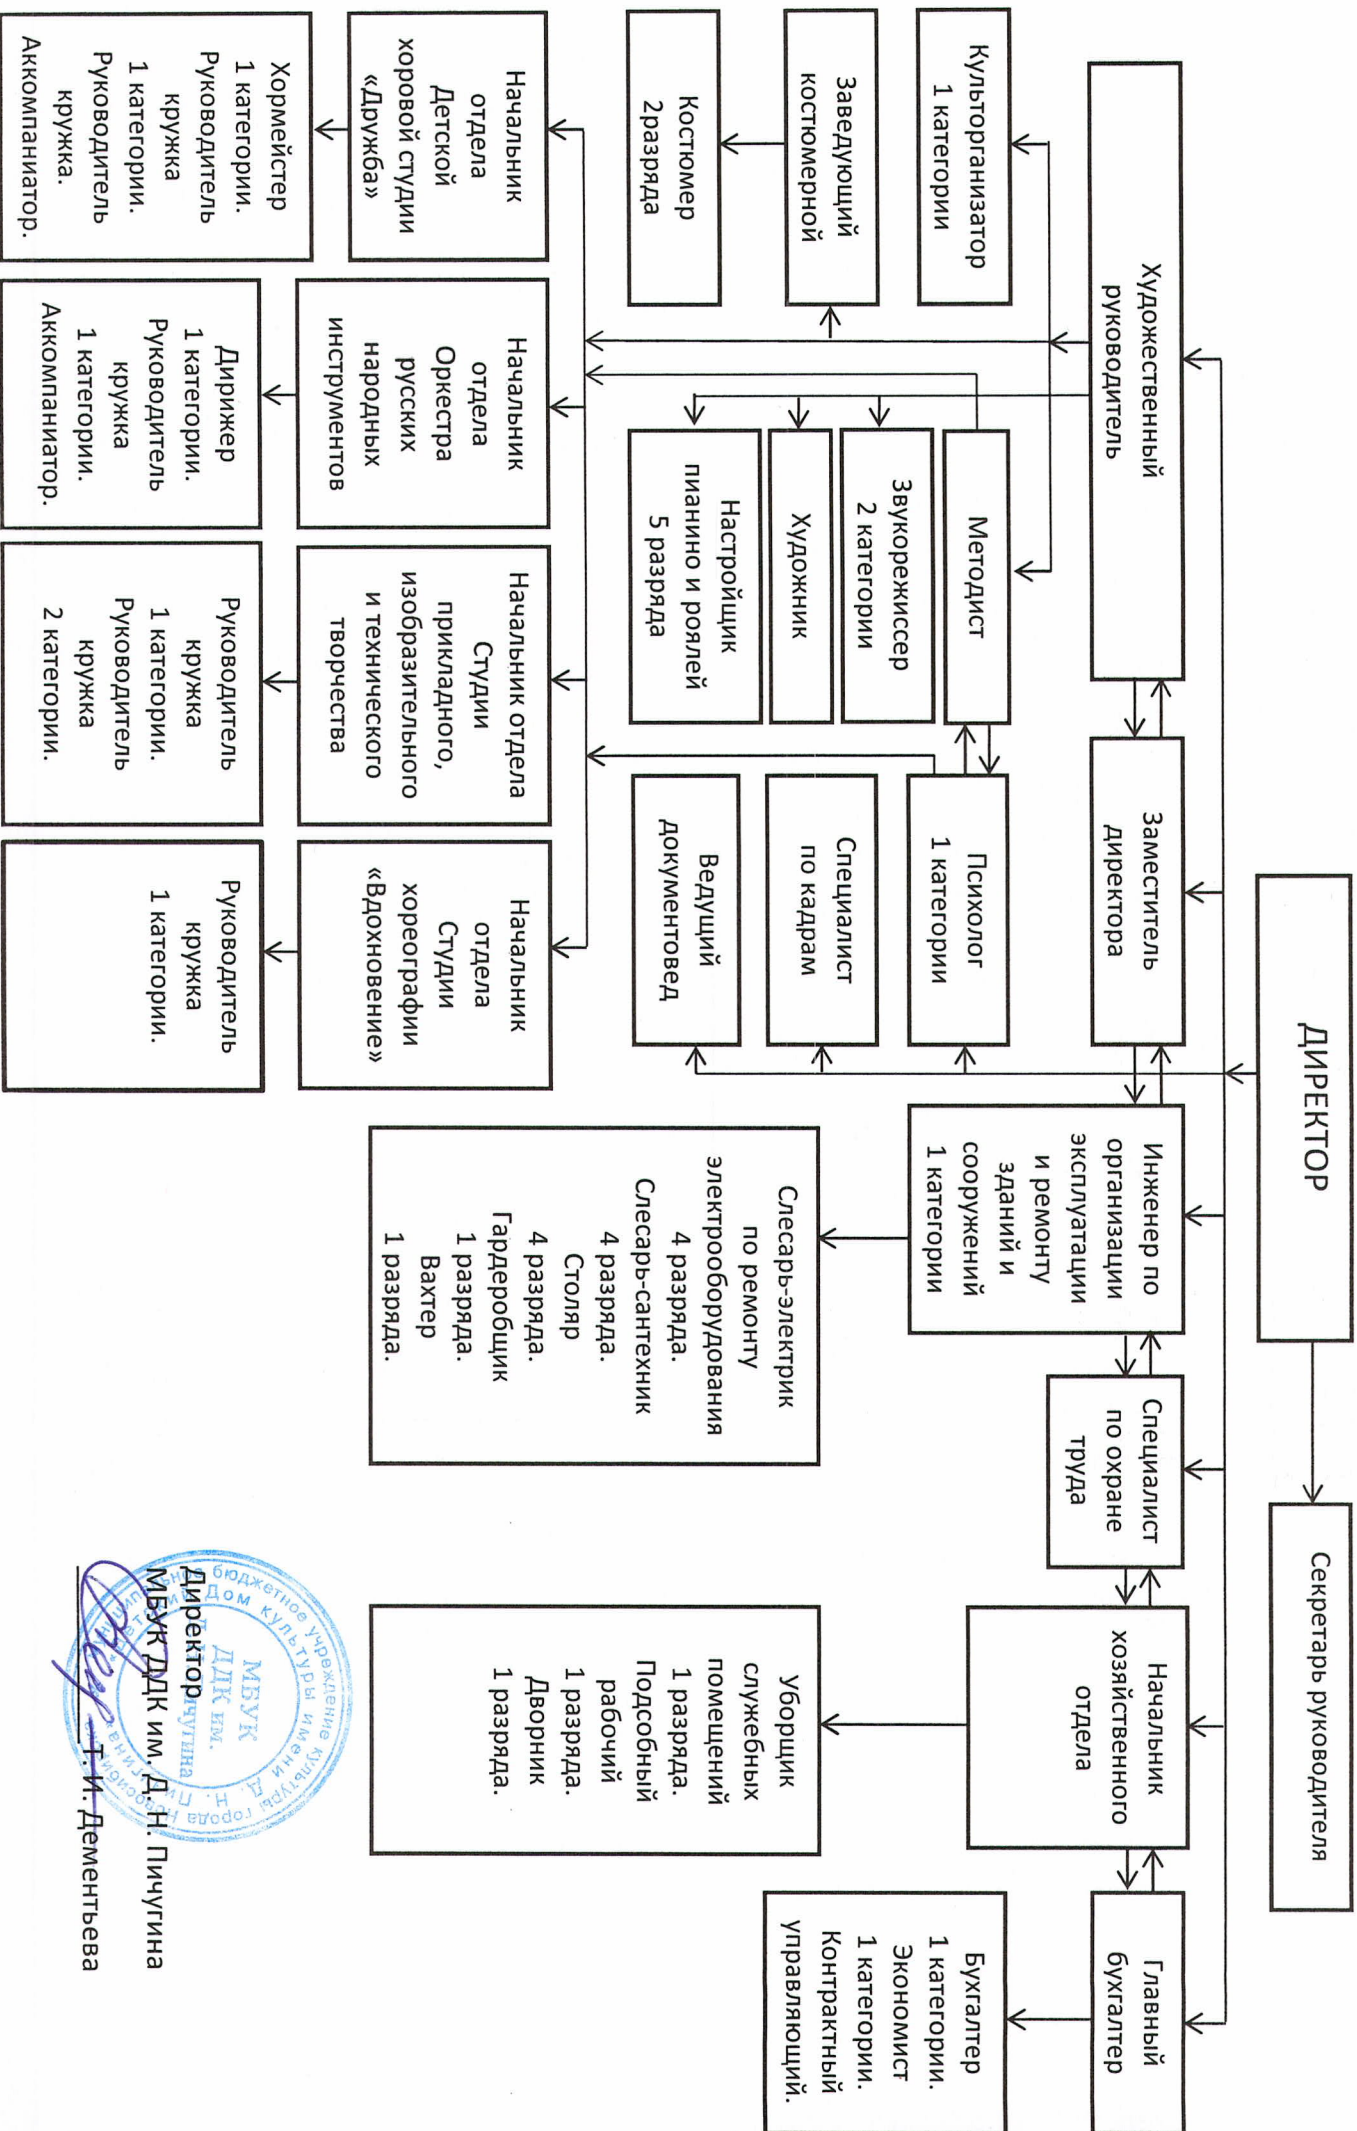 ДИРЕКТОР
Секретарь руководителя
Художественный
руководитель
Заместитель
директора
Инженер по
организации
эксплуатации
и ремонту
зданий и
сооружений
1 категории
Специалист
по охране
труда
Начальник
хозяйственного
отдела
Главный
бухгалтер
Культорганизатор
1 категории
Методист
Психолог
1 категории
Заведующий
костюмерной
Звукорежиссер
2 категории
Специалист
по кадрам
Костюмер
2разряда
Художник
Настройщик
пианино и роялей
5 разряда
Ведущий
документовед
Слесарь-электрик
по ремонту
электрооборудования
4 разряда.
Слесарь-сантехник
4 разряда.
Столяр
4 разряда.
Гардеробщик
1 разряда.
Вахтер
1 разряда.
Уборщик
служебных
помещений
1 разряда.
Подсобный
рабочий
1 разряда.
Дворник
1 разряда.
Бухгалтер
1 категории.
Экономист
1 категории.
Контрактный
управляющий.
Начальник
отдела
Детской
хоровой студии
«Дружба»
Начальник
отдела
Оркестра
русских
народных
инструментов
Начальник отдела
Студии
прикладного,
изобразительного
и технического
творчества
Начальник
отдела
Студии
хореографии
«Вдохновение»
Хормейстер
1 категории.
Руководитель
кружка
1 категории.
Руководитель
кружка.
Аккомпаниатор.
Дирижер
1 категории.
Руководитель
кружка
1 категории.
Аккомпаниатор.
Руководитель
кружка
1 категории.
Руководитель
кружка
2 категории.
Руководитель
кружка
1 категории.
Директор
МБУК ДДК им. Д. Н. Пичугина
Т. И. Дементьева
МБУК
ДДК им.
Д. Н. Пичугина